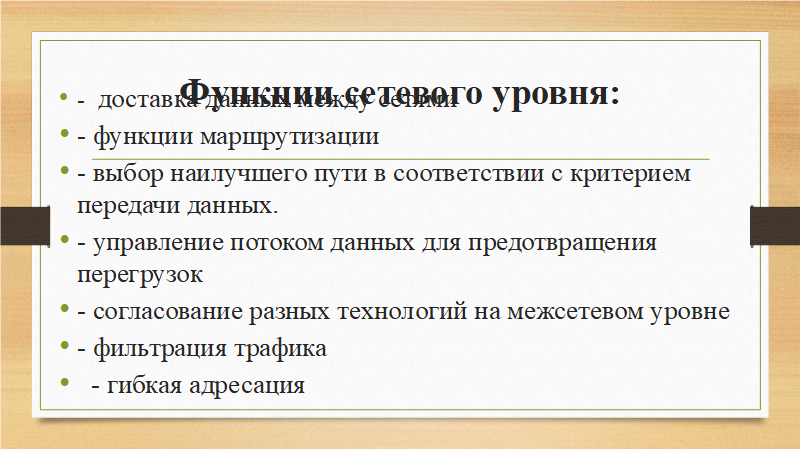 Функции сетевого уровня:
- доставка данных между сетями
- функции маршрутизации
- выбор наилучшего пути в соответствии с критерием
передачи данных.
- управление потоком данных для предотвращения
перегрузок
- согласование разных технологий на межсетевом уровне
- фильтрация трафика
- гибкая адресация